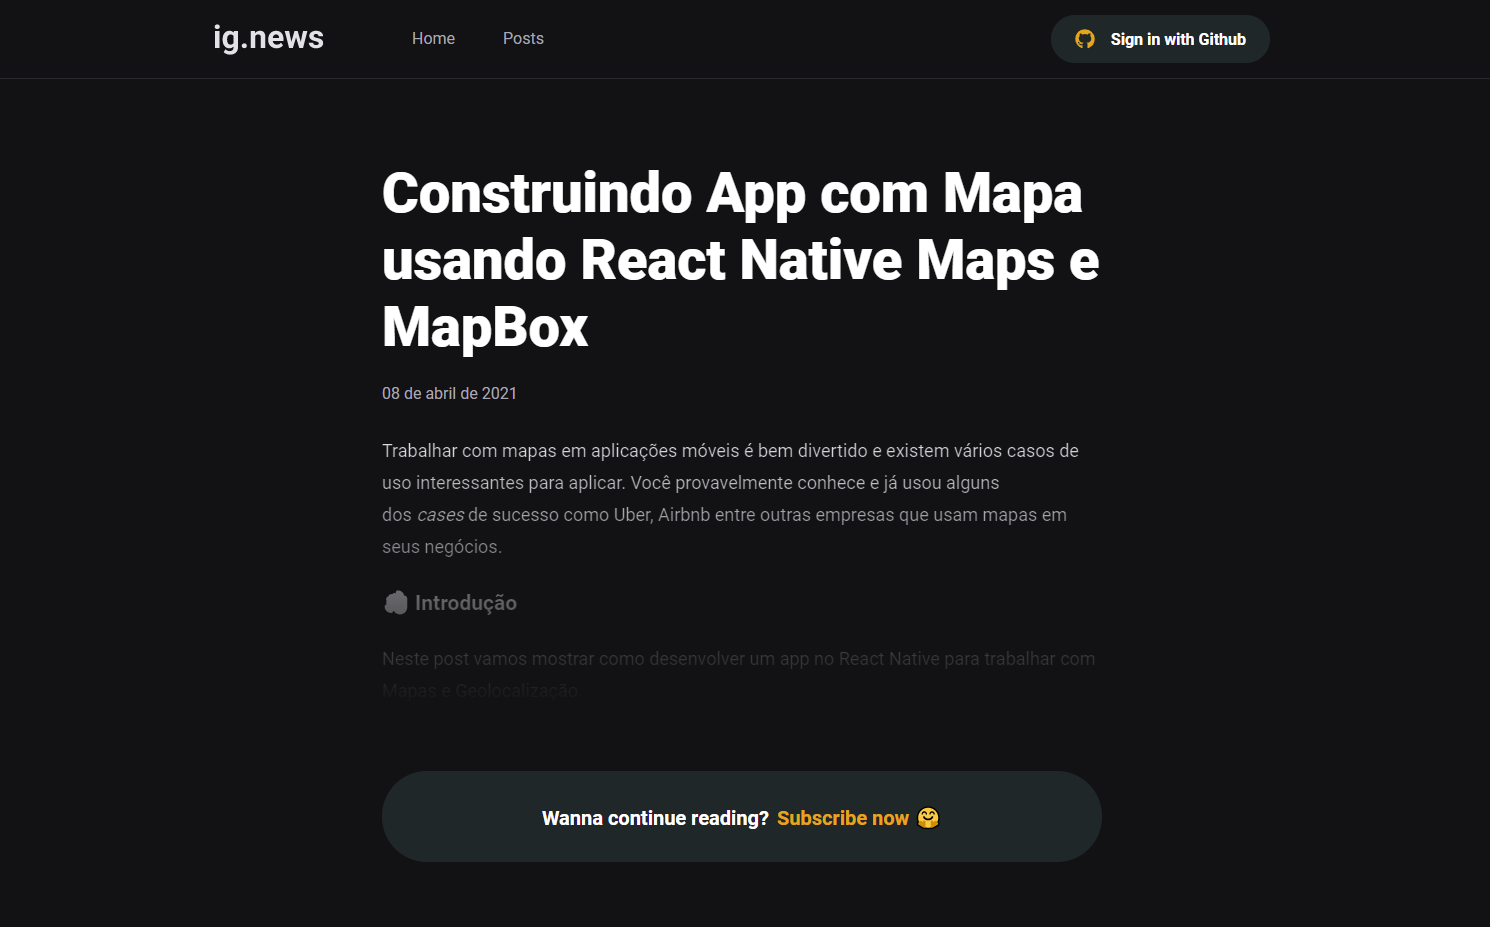 ig.news
Home
Posts
Sign in with Github
Construindo App com Mapa
usando React Native Maps e
MapBox
08 de abril de 2021
Trabalhar com mapas em aplicações móveis é bem divertido e existem vários casos de
uso interessantes para aplicar. Você provavelmente conhece e já usou alguns
dos cases de sucesso como Uber, Airbnb entre outras empresas que usam mapas em
seus negócios.
Introdução
Neste post vamos mostrar como desenvolver um app no React Native para trabalhar com
Mapas e Geolocalização.
Wanna continue reading? Subscribe now 🤗